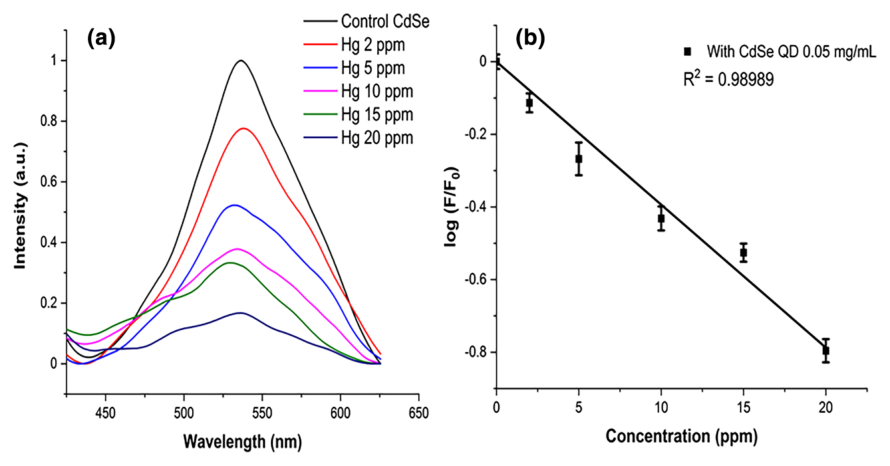 (a)
Control CdSe
Hg 2 ppm
Hg 5 ppm
Hg 10 ppm
Hg 15 ppm
Hg 20 ppm
1
0.8
0.6
0.4
0.2
0
Intensity (a.u.)
450 500 550 600 650
Wavelength (nm)
(b)
With CdSe QD 0.05 mg/mL
R² = 0.98989
0
-0.2
-0.4
-0.6
-0.8
log (F/F₀)
0 5 10 15 20
Concentration (ppm)